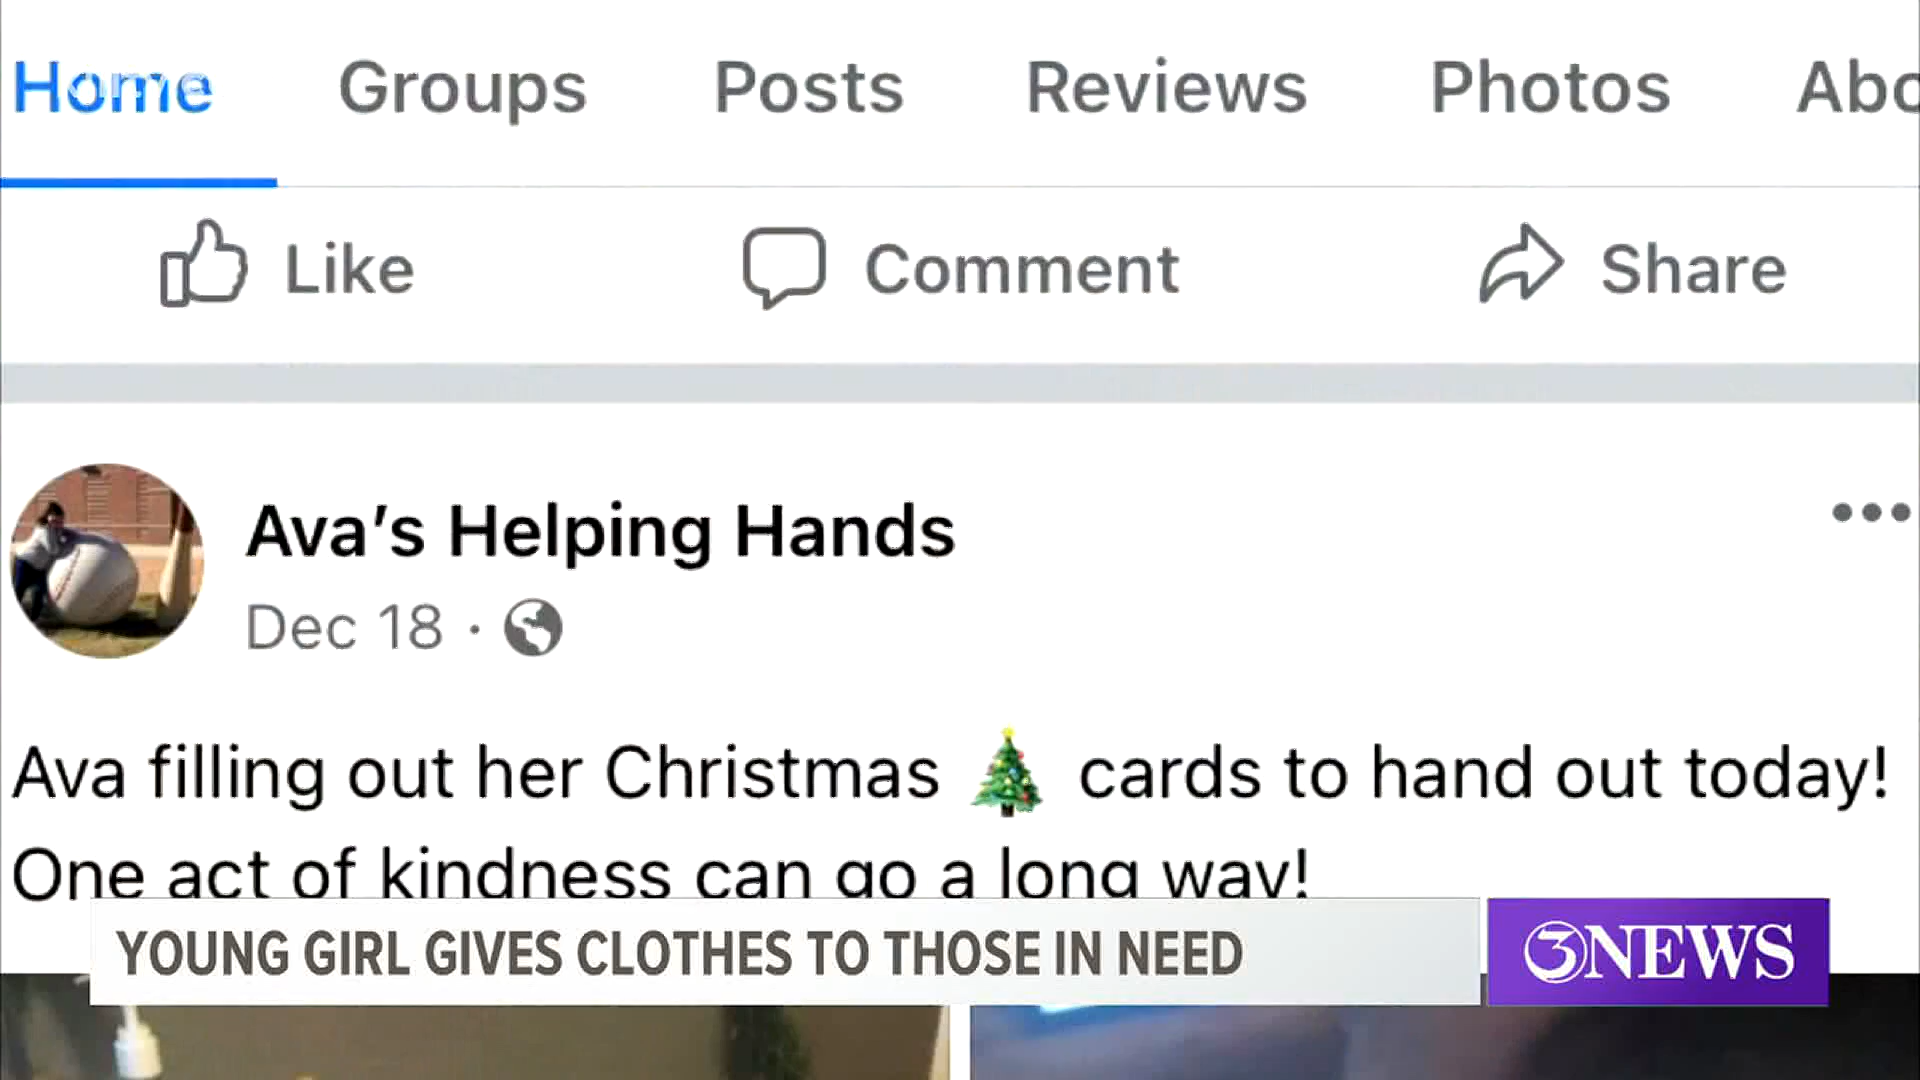 Home Groups Posts Reviews Photos Abo
Like Comment Share
Ava's Helping Hands
Dec 18 ·
Ava filling out her Christmas 🎄 cards to hand out today!
One act of kindness can go a long way!
YOUNG GIRL GIVES CLOTHES TO THOSE IN NEED
3NEWS